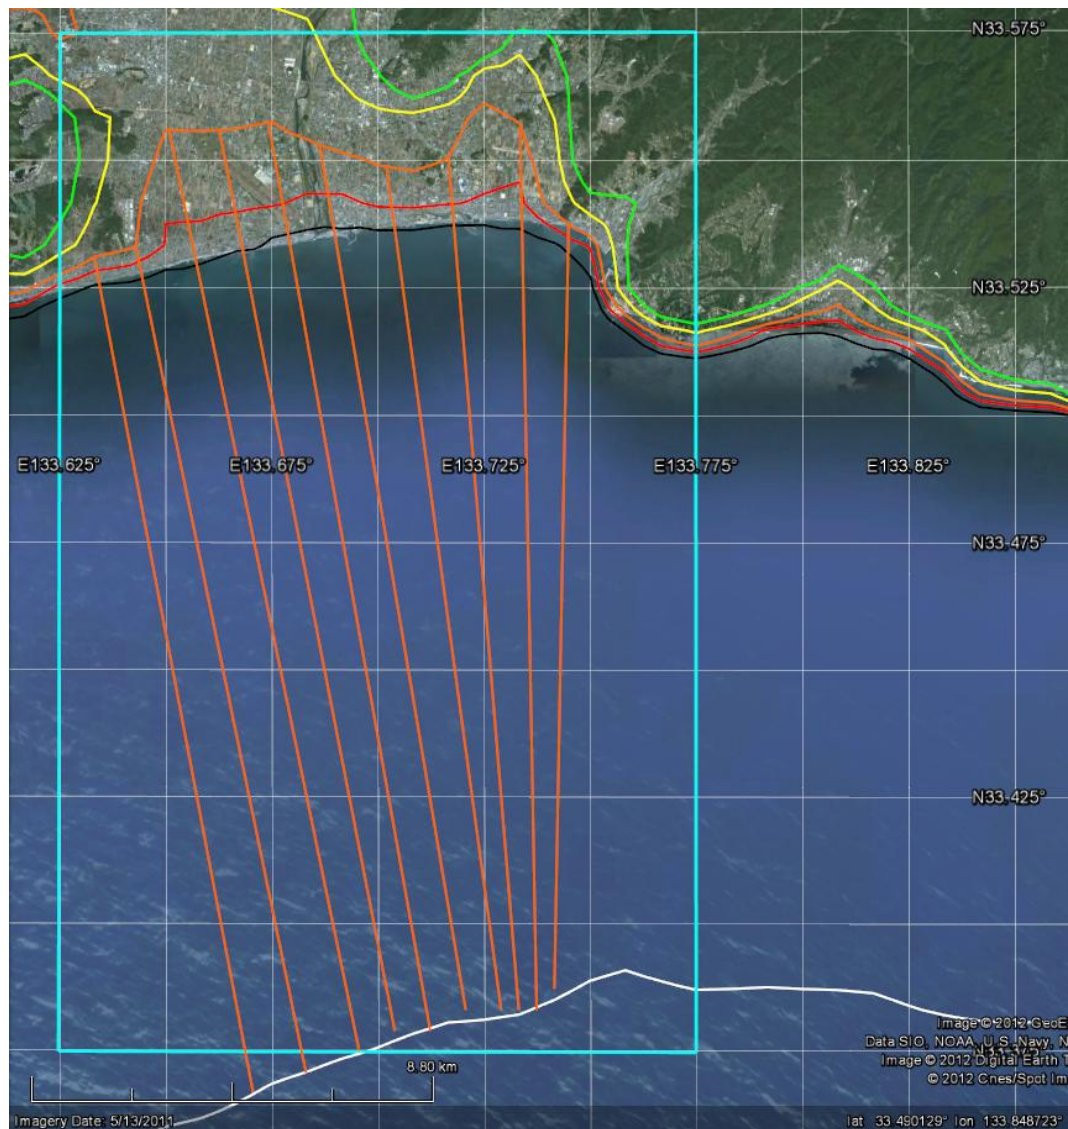 N33.575°
N33.525°
E133.625° E133.675° E133.725° E133.775° E133.825°
N33.475°
N33.425°
Image © 2012 GeoE
Data SIO, NOAA, U.S. Navy, N
8.80 km
Image © 2012 Digital Earth T
© 2012 Cnes/Spot Im
Imagery Date: 5/13/2011
lat 33.490129° lon 133.848723°